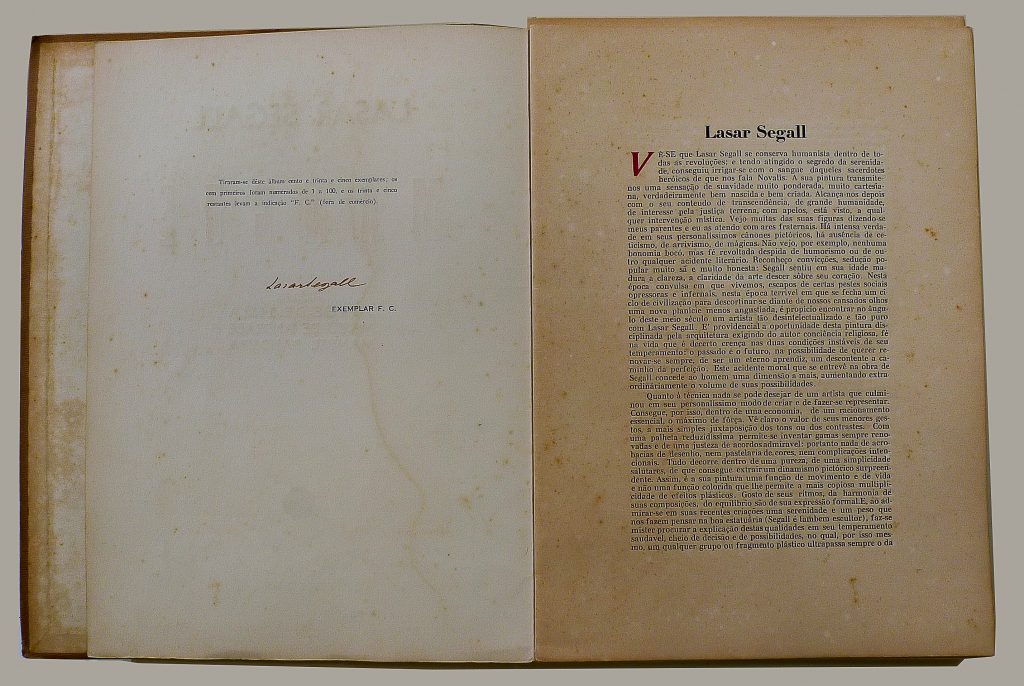 Tiraram-se dêste álbum cento e trinta e cinco exemplares; os
cem primeiros foram numerados de 1 a 100, e os trinta e cinco
restantes levam a indicação "F. C." (fora de comércio).
Lasar Segall
EXEMPLAR F. C.
Lasar Segall
VÊ-SE que Lasar Segall se conserva humanista dentro de to-
das as revoluções; e tendo atingido o segredo da serenida-
de, conseguiu irrigar-se com o sangue daqueles sacerdotes
heróicos de que nos fala Novalis. A sua pintura transmite-
nos uma sensação de suavidade muito ponderada, muito cartesia-
na, verdadeiramente bem nascida e bem criada. Alcança-nos depois
com o seu conteúdo de transcendência, de grande humanidade,
de interesse pela justiça terrena, com apelos, está visto, a qual-
quer intervenção mística. Vejo muitas das suas figuras dizendo-se
meus parentes e eu as atendo com ares fraternais. Há intensa verda-
de em seus personalíssimos cânones pictóricos, há ausência de ce-
ticismo, de arrivismo, de mágicas. Não vejo, por exemplo, nenhuma
bonomia bocó, mas fé revoltada despida de humorismo ou de ou-
tro qualquer acidente literário. Reconheço convicções, sedução po-
pular muito sã e muito honesta: Segall sentiu em sua idade ma-
dura a clareza, a claridade da arte descer sôbre seu coração. Nesta
época convulsa em que vivemos, escapos de certas pestes sociais
opressoras e infernais, nesta época terrivel em que se fecha um ci-
clo de civilização para descortinar-se diante de nossos cansados olhos
uma nova planície menos angustiada, é propício encontrar no ângu-
lo deste meio século um artista tão desintelectualizado e tão puro
com Lasar Segall. E' providencial a oportunidade desta pintura dis-
ciplinada pela arquitetura exigindo do autor conciência religiosa, fé
na vida que é decerto crença nas duas condições instáveis de seu
temperamento: o passado e o futuro, na possibilidade de querer re-
novar-se sempre, de ser um eterno aprendiz, um descontente a ca-
minho da perfeição. Este acidente moral que se entrevê na obra de
Segall concede ao homem uma dimensão a mais, aumentando extra-
ordinàriamente o volume de suas possibilidades.
Quanto à técnica nada se pode desejar de um artista que culmi-
nou em seu personalíssimo modo de criar e de fazer-se representar.
Consegue, por isso, dentro de uma economia, de um racionamento
essencial, o máximo de fôrça. Vê claro o valor de seus menores ges-
tos, a mais simples juxtaposição dos tons ou dos contrastes. Com
uma palheta reduzidíssima permite-se inventar gamas sempre reno-
vadas e de uma justeza de acordos admiravel: portanto nada de acro-
bacias de desenho, nem pastelaria de cores, nem complicações inten-
cionais. Tudo decorre, dentro de uma pureza, de uma simplicidade
salutares, de que consegue extrair um dinamismo pictórico surpreen-
dente. Assim, é a sua pintura uma função de movimento e de vida
e não uma função colorida que lhe permite a mais copiosa multipli-
cidade de efeitos plásticos. Gosto de seus ritmos, da harmonia de
suas composições, do equilíbrio são de sua expressão formal.E, ao ad-
mirar-se em suas recentes criações uma serenidade e um peso que
nos fazem pensar na boa estatuária (Segall é tambem escultor), faz-se
mister procurar a explicação destas qualidades em seu temperamento
saudavel, cheio de decisão e de possibilidades, no qual, por isso mes-
mo, um qualquer grupo ou fragmento plástico ultrapassa sempre o da